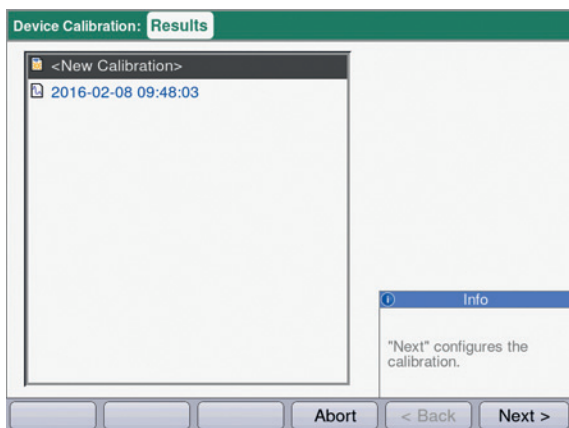 Device Calibration: Results
<New Calibration>
2016-02-08 09:48:03
Info
"Next" configures the
calibration.
Abort
< Back
Next >